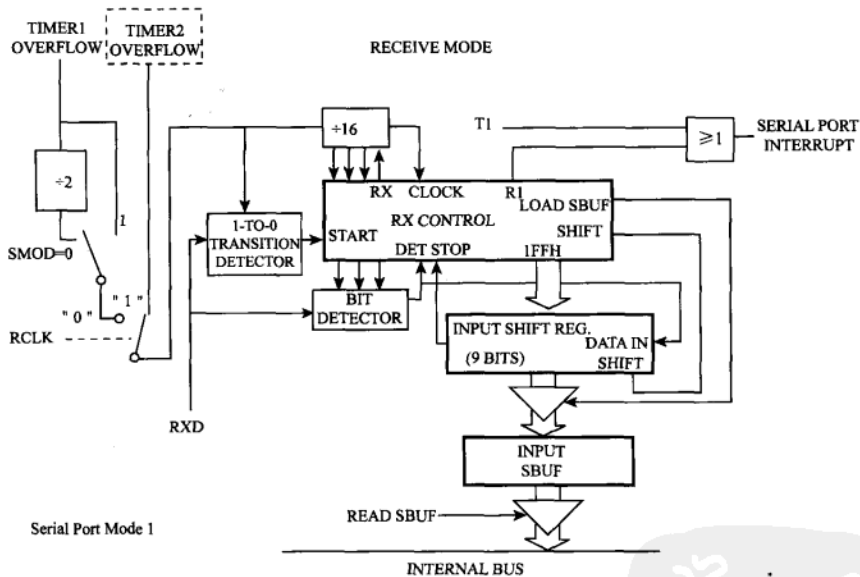 TIMER1
OVERFLOW
TIMER2
OVERFLOW
RECEIVE MODE
÷16
T1
≥1
SERIAL PORT
INTERRUPT
÷2
1
SMOD=0
RX CLOCK
R1
LOAD SBUF
RX CONTROL
START
SHIFT
DET STOP
1FFH
1-TO-0
TRANSITION
DETECTOR
BIT
DETECTOR
"0"
"1"
RCLK
INPUT SHIFT REG.
DATA IN
(9 BITS)
SHIFT
RXD
INPUT
SBUF
READ SBUF
Serial Port Mode 1
INTERNAL BUS